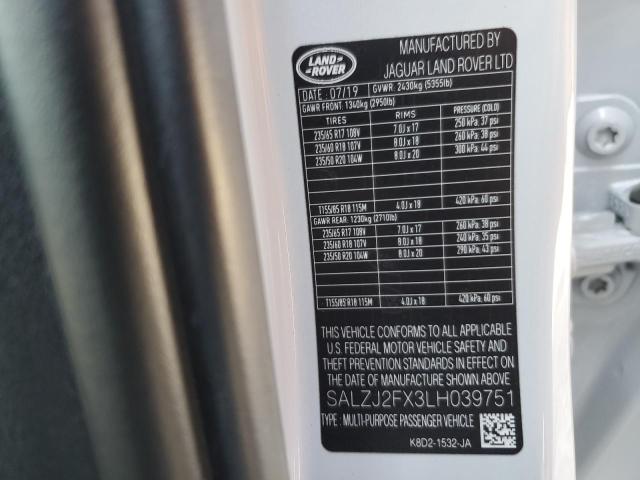 LAND
ROVER
MANUFACTURED BY
JAGUAR LAND ROVER LTD
DATE : 07/19 GVWR: 2430kg (5355lb)
GAWR FRONT: 1340kg (2950lb)
TIRES RIMS PRESSURE (COLD)
235/65 R17 108V 7.0J x 17 250 kPa; 37 psi
235/60 R18 107V 8.0J x 18 260 kPa; 38 psi
235/50 R20 104W 8.0J x 20 300 kPa; 44 psi
T155/85 R18 115M 4.0J x 18 420 kPa; 60 psi
GAWR REAR: 1230kg (2710lb)
235/65 R17 108V 7.0J x 17 260 kPa; 38 psi
235/60 R18 107V 8.0J x 18 240 kPa; 35 psi
235/50 R20 104W 8.0J x 20 290 kPa; 43 psi
T155/85 R18 115M 4.0J x 18 420 kPa; 60 psi
THIS VEHICLE CONFORMS TO ALL APPLICABLE
U.S. FEDERAL MOTOR VEHICLE SAFETY AND
THEFT PREVENTION STANDARDS IN EFFECT ON
THE DATE OF MANUFACTURE SHOWN ABOVE
SALZJ2FX3LH039751
TYPE: MULTI-PURPOSE PASSENGER VEHICLE
K8D2-1532-JA